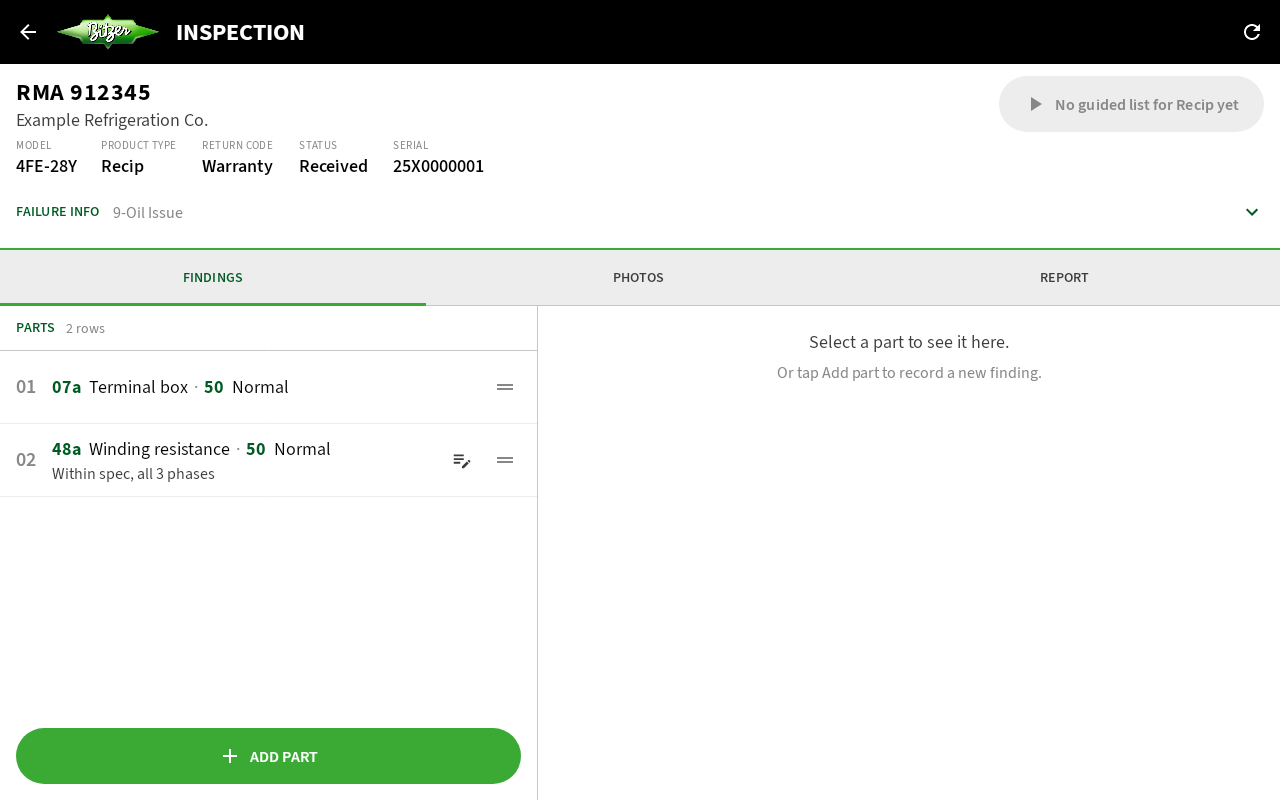 Bitzer
INSPECTION
RMA 912345
Example Refrigeration Co.
No guided list for Recip yet
MODEL PRODUCT TYPE RETURN CODE STATUS SERIAL
4FE-28Y Recip Warranty Received 25X0000001
FAILURE INFO 9-Oil Issue
FINDINGS PHOTOS REPORT
PARTS 2 rows
01 07a Terminal box · 50 Normal
02 48a Winding resistance · 50 Normal
Within spec, all 3 phases
ADD PART
Select a part to see it here.
Or tap Add part to record a new finding.